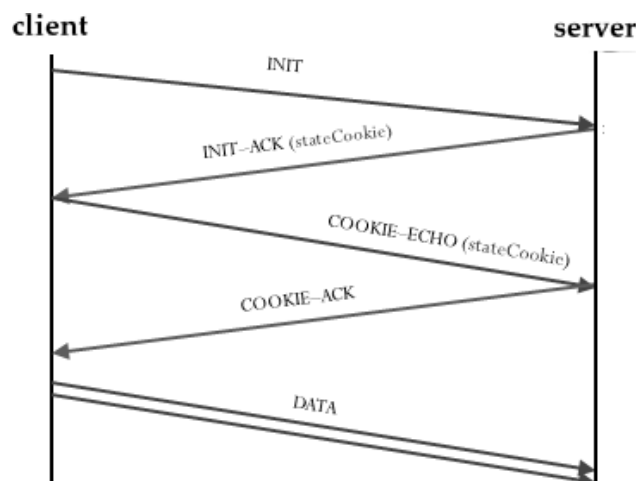 client
server
INIT
INIT–ACK (stateCookie)
COOKIE–ECHO (stateCookie)
COOKIE–ACK
DATA